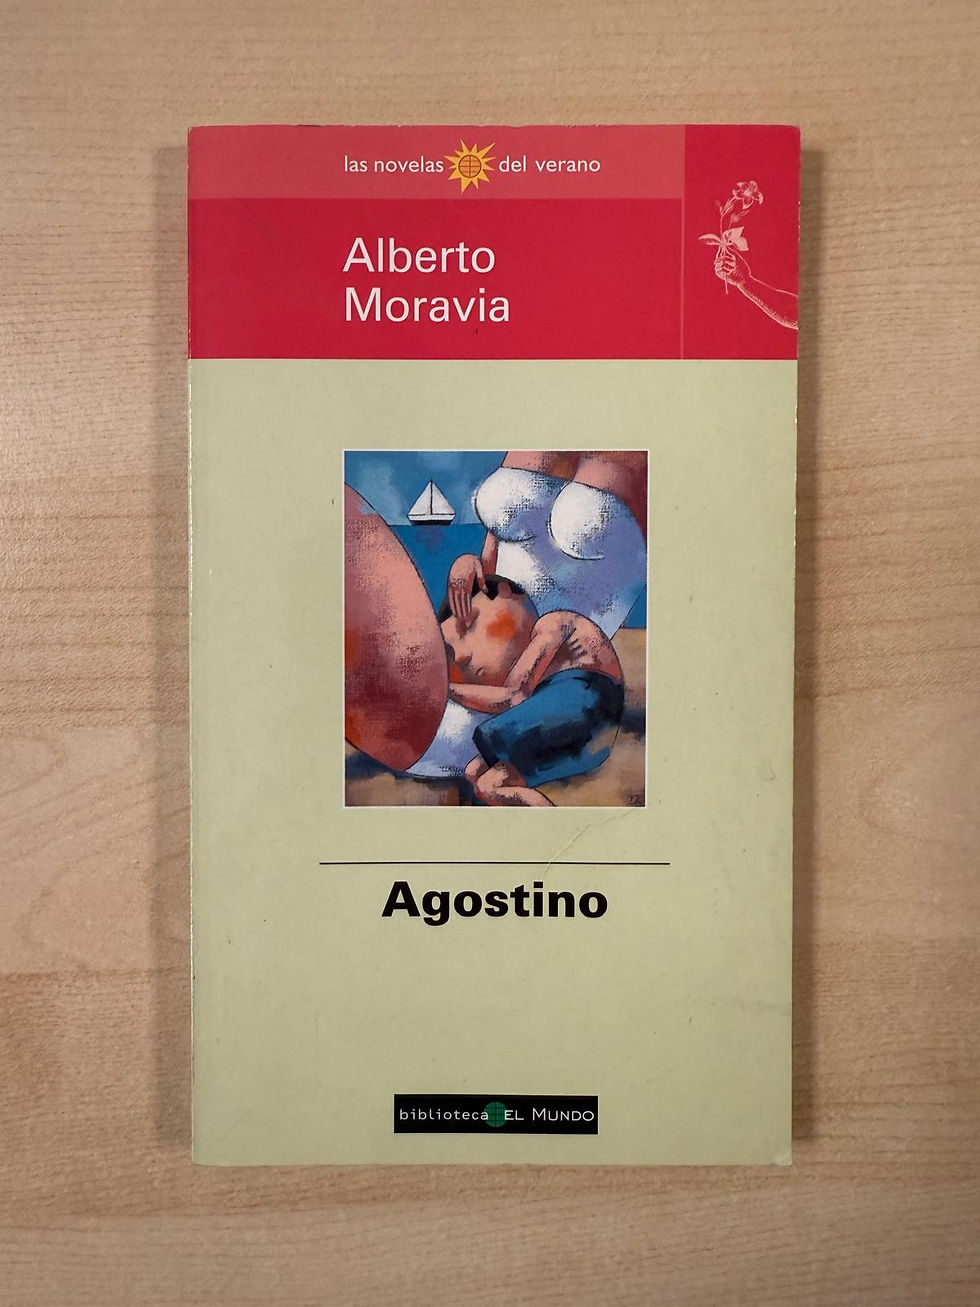 las novelas del verano
Alberto
Moravia
Agostino
biblioteca EL MUNDO